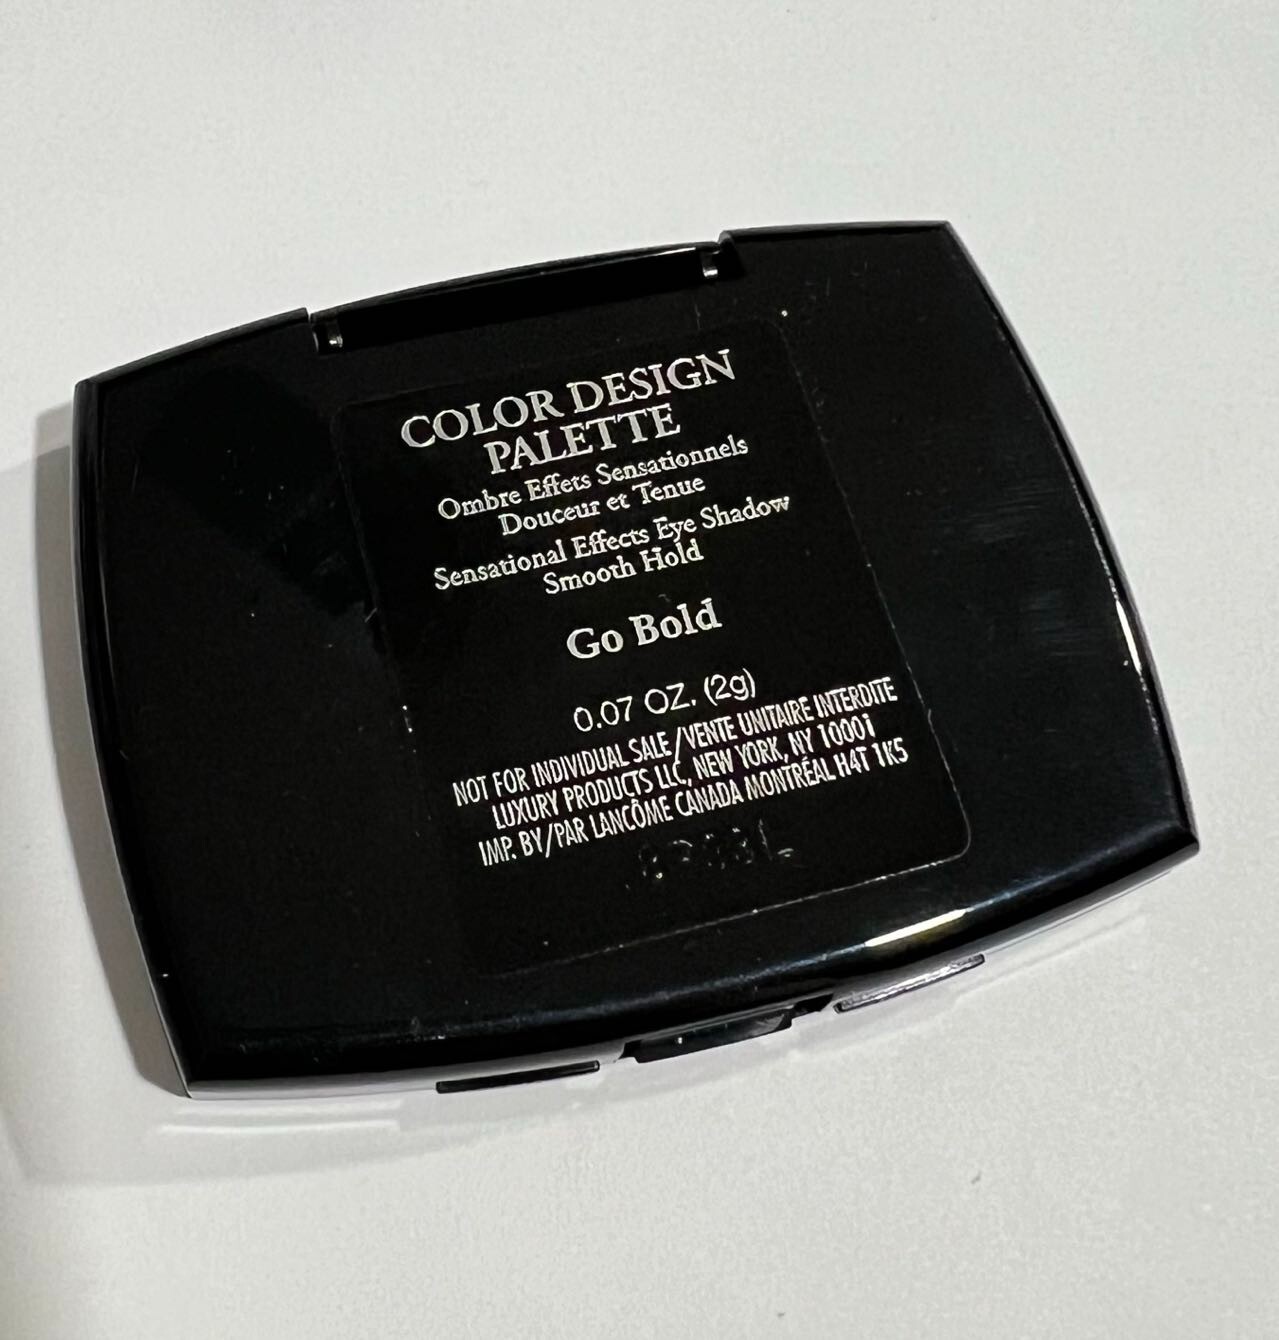 COLOR DESIGN
PALETTE
Ombre Effets Sensationnels
Douceur et Tenue
Sensational Effects Eye Shadow
Smooth Hold
Go Bold
0.07 OZ. (2g)
NOT FOR INDIVIDUAL SALE/VENTE UNITAIRE INTERDITE
LUXURY PRODUCTS LLC, NEW YORK, NY 10001
IMP. BY/PAR LANCÔME CANADA MONTRÉAL H4T 1K5